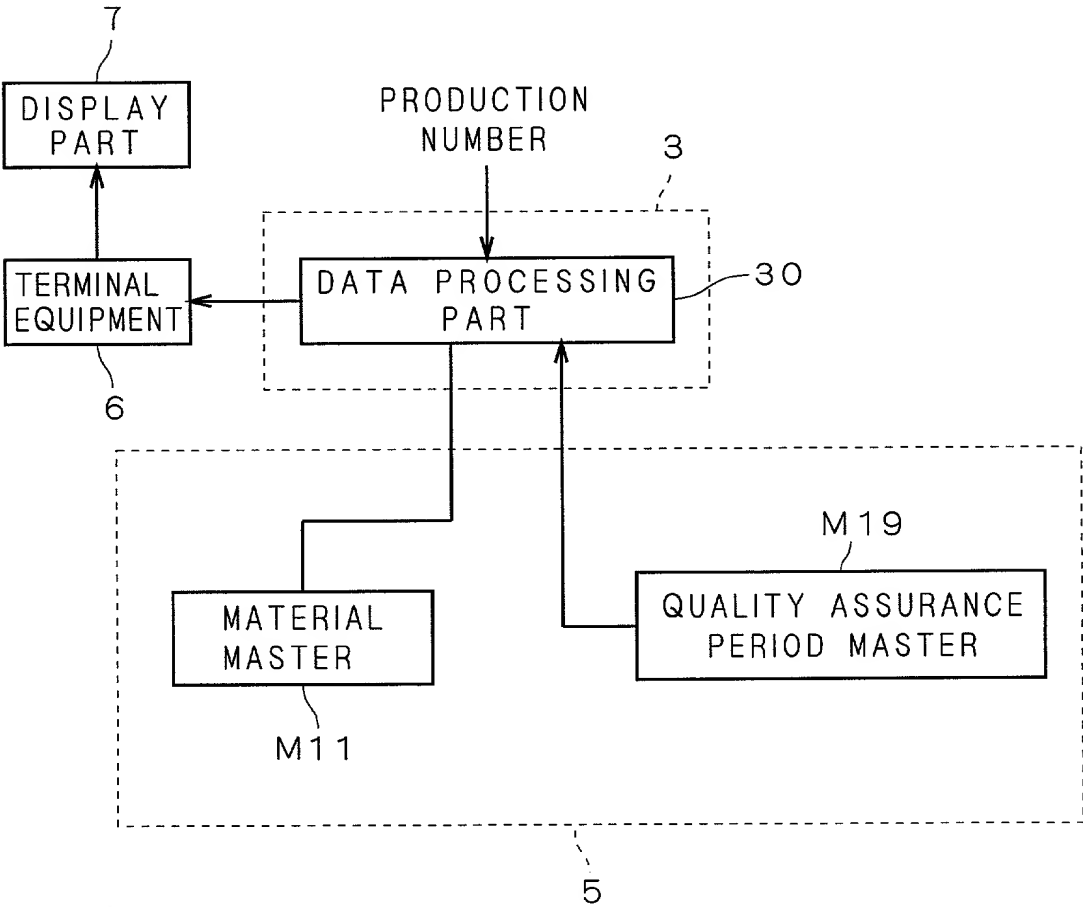 7
DISPLAY
PART
PRODUCTION
NUMBER
3
TERMINAL
EQUIPMENT
DATA PROCESSING
PART
30
6
M19
MATERIAL
MASTER
QUALITY ASSURANCE
PERIOD MASTER
M11
5